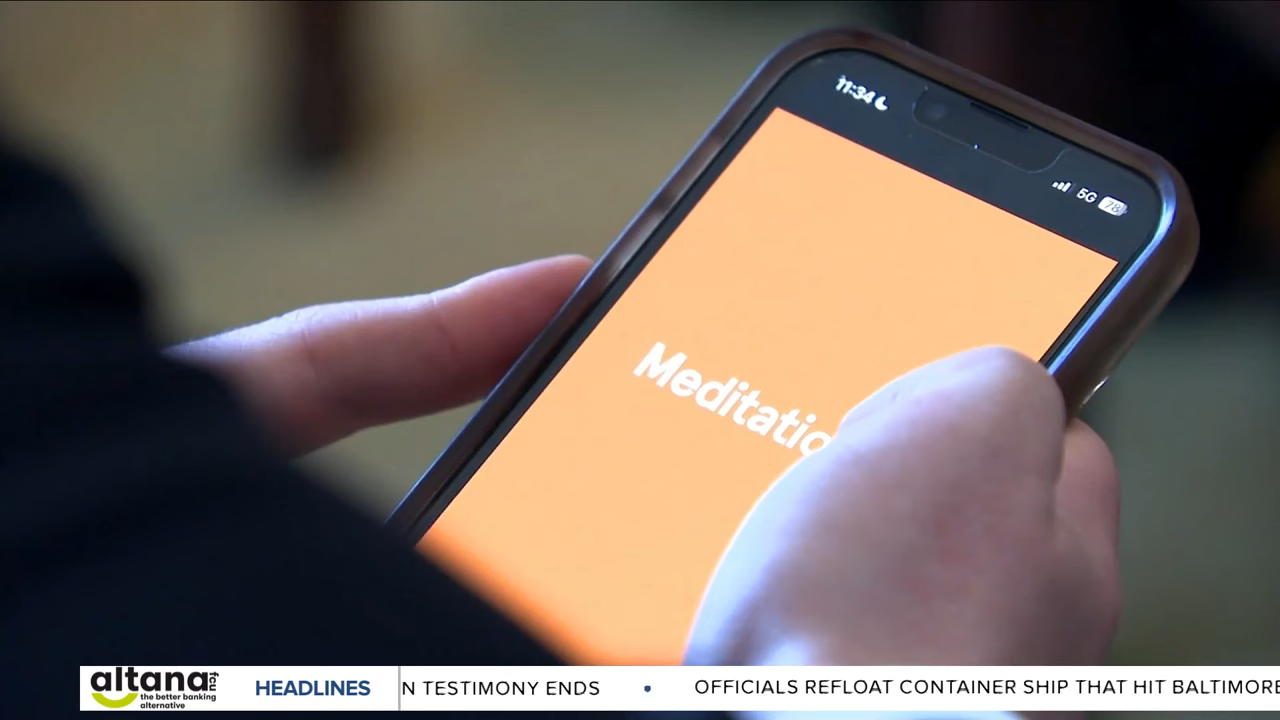 11:34
5G 78
Meditatio
altana fcu
the better banking
alternative
HEADLINES
N TESTIMONY ENDS • OFFICIALS REFLOAT CONTAINER SHIP THAT HIT BALTIMORE